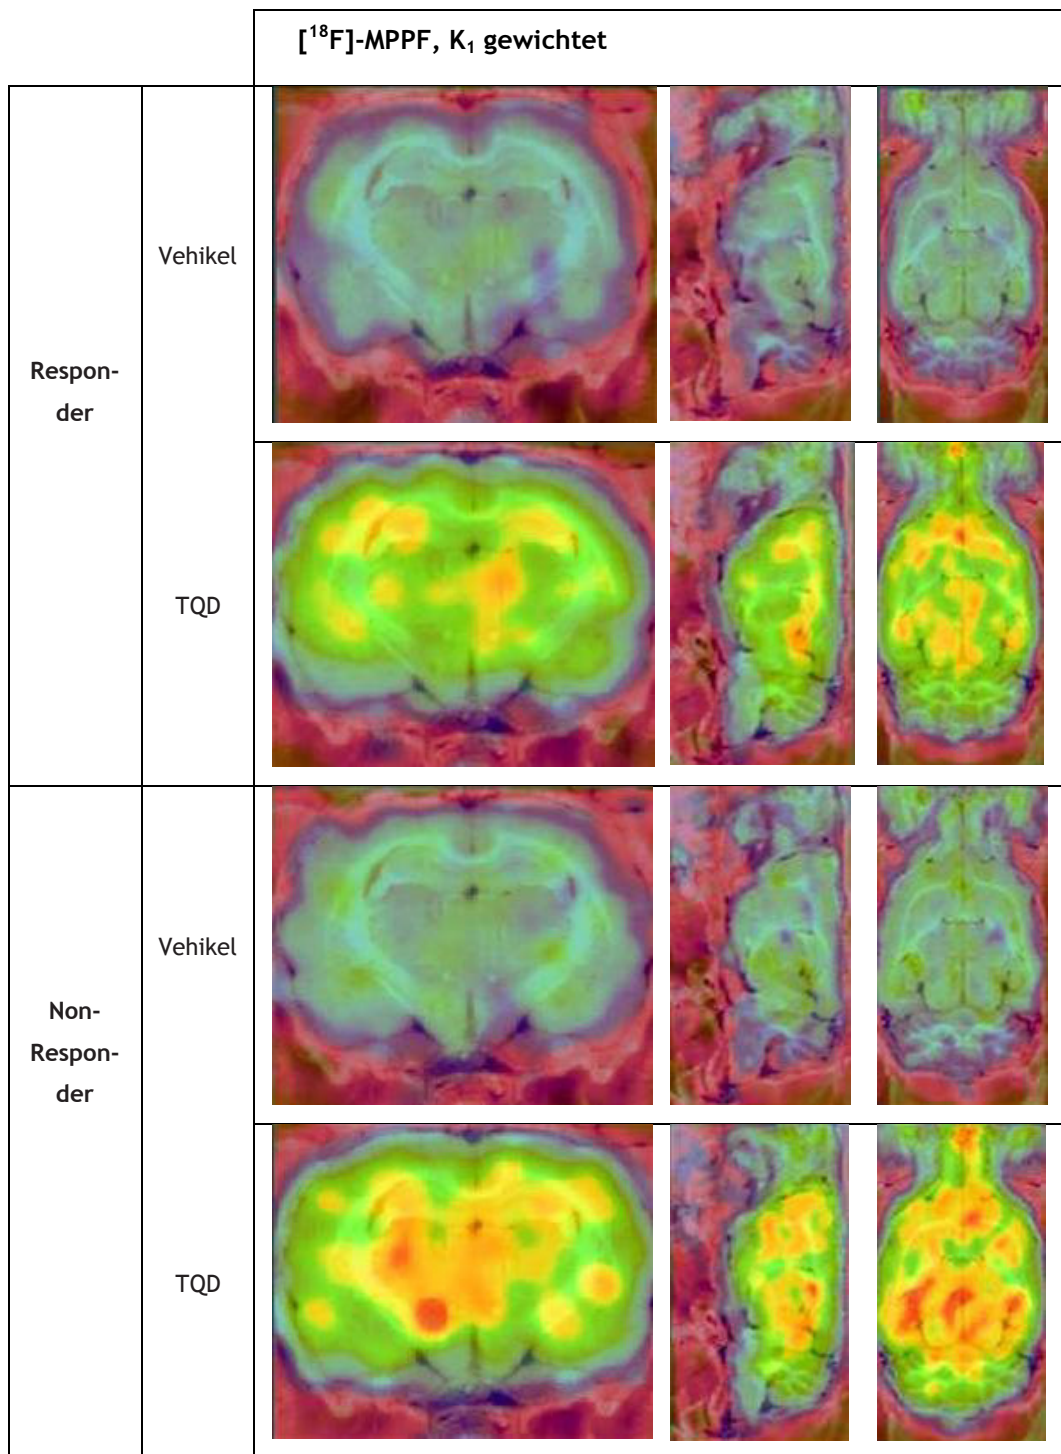 [¹⁸F]-MPPF, K₁ gewichtet
Respon-
der
Vehikel
TQD
Non-
Respon-
der
Vehikel
TQD